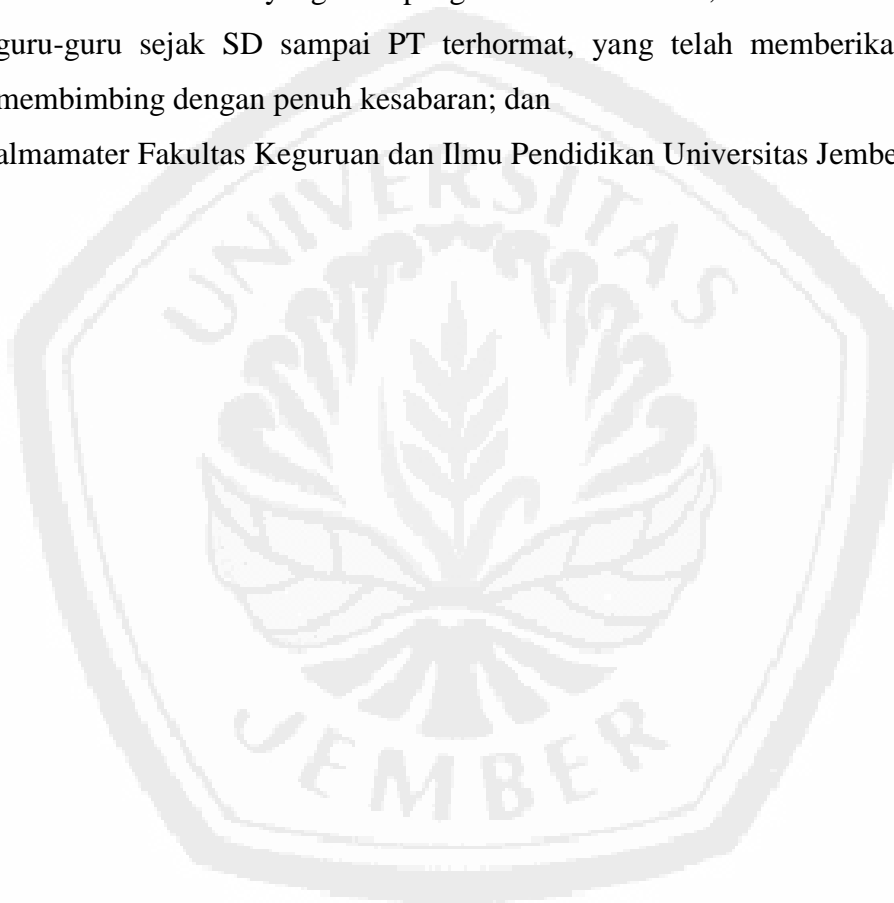 guru-guru sejak SD sampai PT terhormat, yang telah memberika
membimbing dengan penuh kesabaran; dan
almamater Fakultas Keguruan dan Ilmu Pendidikan Universitas Jembe
UNIVERSITAS
JEMBER